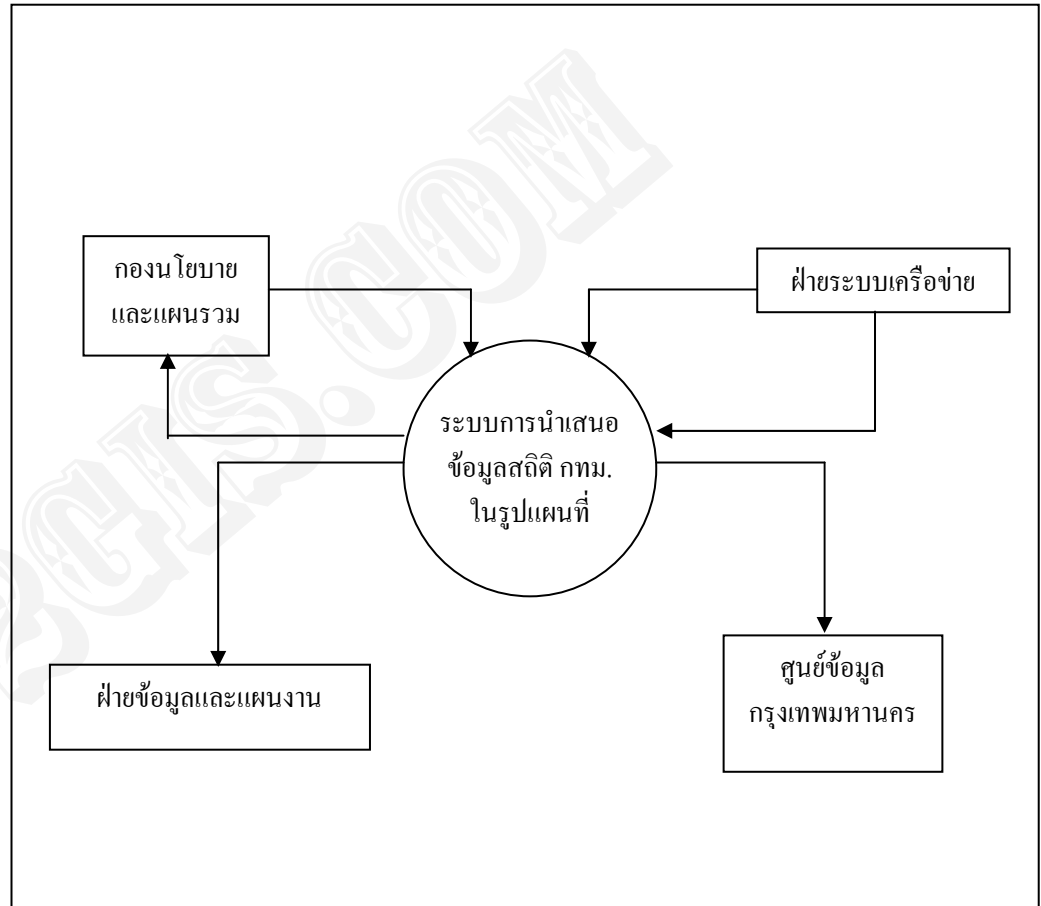 กองนโยบาย
และแผนรวม
ฝ่ายระบบเครือข่าย
ระบบการนำเสนอ
ข้อมูลสถิติ กทม.
ในรูปแผนที่
ฝ่ายข้อมูลและแผนงาน
ศูนย์ข้อมูล
กรุงเทพมหานคร